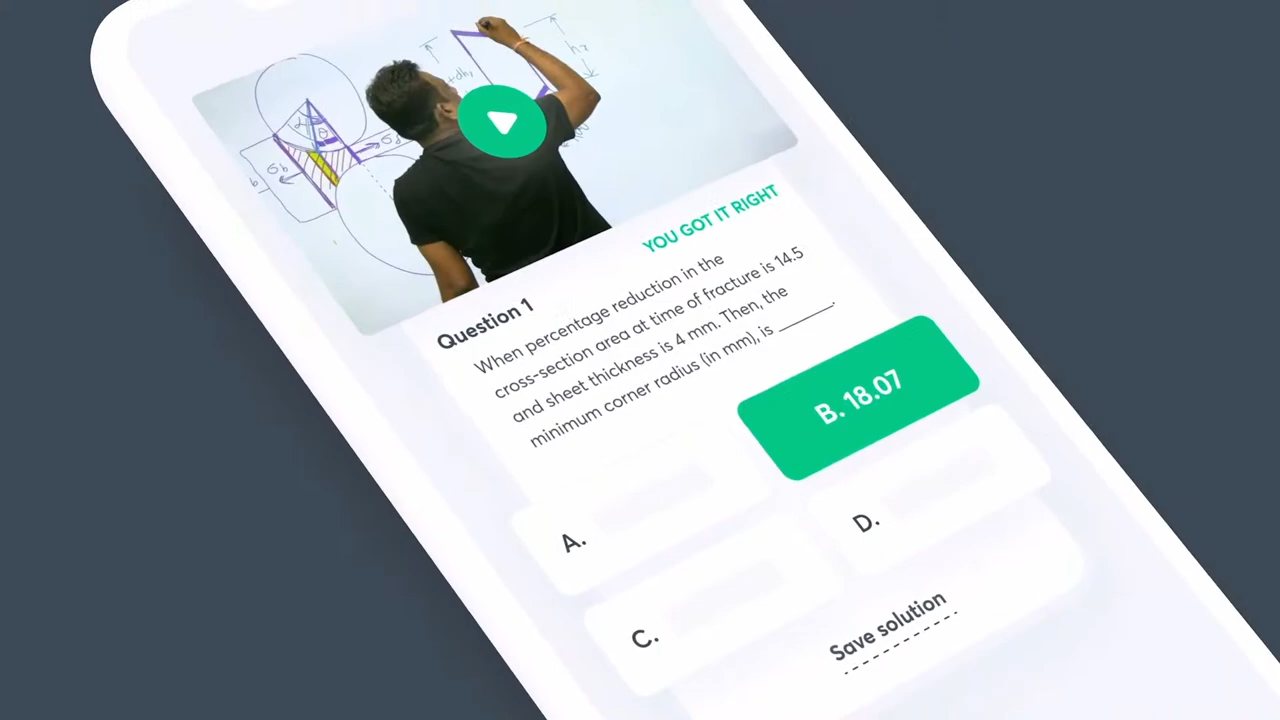 +dh,
b
YOU GOT IT RIGHT
Question 1
When percentage reduction in the
cross-section area at time of fracture is 14.5
and sheet thickness is 4 mm. Then, the
minimum corner radius (in mm), is ______.
B. 18.07
A.
D.
C.
Save solution